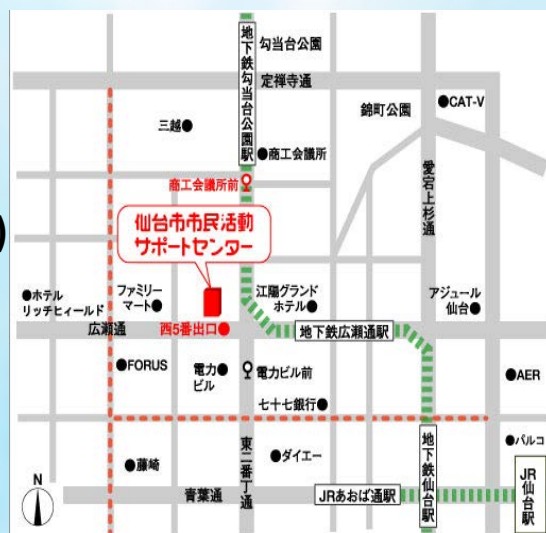 勾当台公園
地下鉄勾当台公園駅
定禅寺通
錦町公園
●CAT-V
三越●
●商工会議所
商工会議所前
愛宕上杉通
仙台市市民活動
サポートセンター
●ホテル
リッチヒィールド
ファミリー
マート●
江陽グランド
ホテル●
アジュール
仙台●
広瀬通
西5番出口●
地下鉄広瀬通駅
●FORUS
電力●
ビル
電力ビル前
●AER
七十七銀行●
東二番丁通
地下鉄仙台駅
●パルコ
●藤崎
●ダイエー
N
青葉通
JRあおば通駅
JR
仙台駅
)